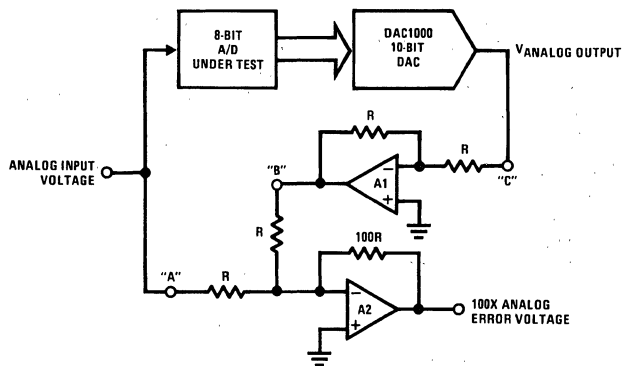 8-BIT
A/D
UNDER TEST
DAC1000
10-BIT
DAC
VANALOG OUTPUT
R
ANALOG INPUT
VOLTAGE
"B"
R
"C"
A1
−
+
R
100R
"A"
R
−
A2
+
100X ANALOG
ERROR VOLTAGE